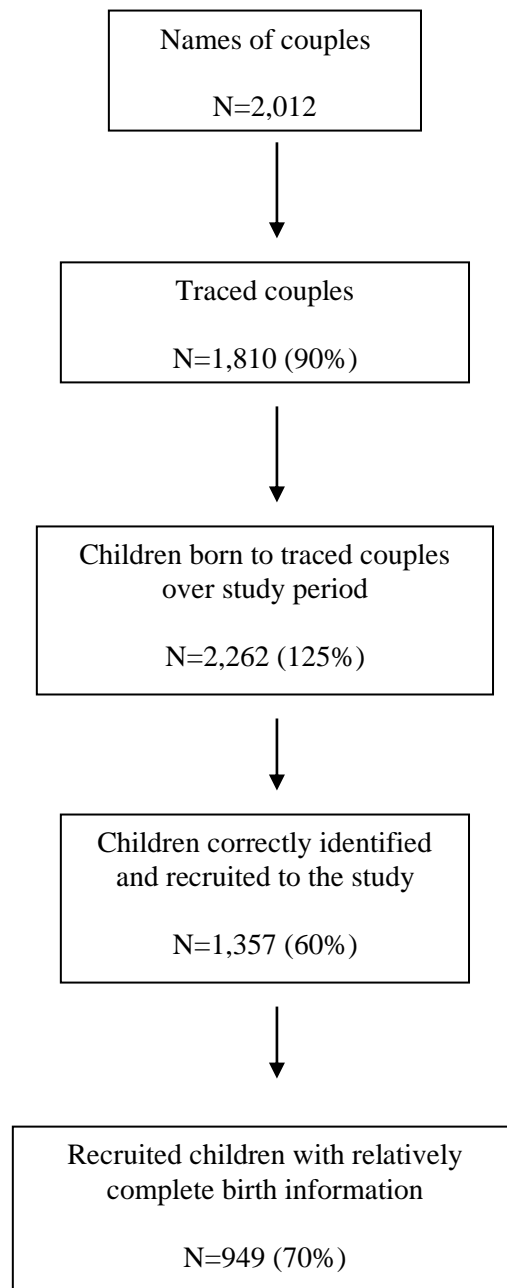 Names of couples
N=2,012
Traced couples
N=1,810 (90%)
Children born to traced couples
over study period
N=2,262 (125%)
Children correctly identified
and recruited to the study
N=1,357 (60%)
Recruited children with relatively
complete birth information
N=949 (70%)